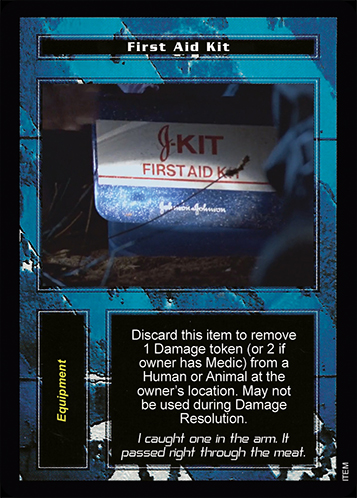 First Aid Kit
J-KIT
FIRST AID KIT
Johnson & Johnson
Equipment
Discard this item to remove
1 Damage token (or 2 if
owner has Medic) from a
Human or Animal at the
owner's location. May not
be used during Damage
Resolution.
I caught one in the arm. It
passed right through the meat.
ITEM